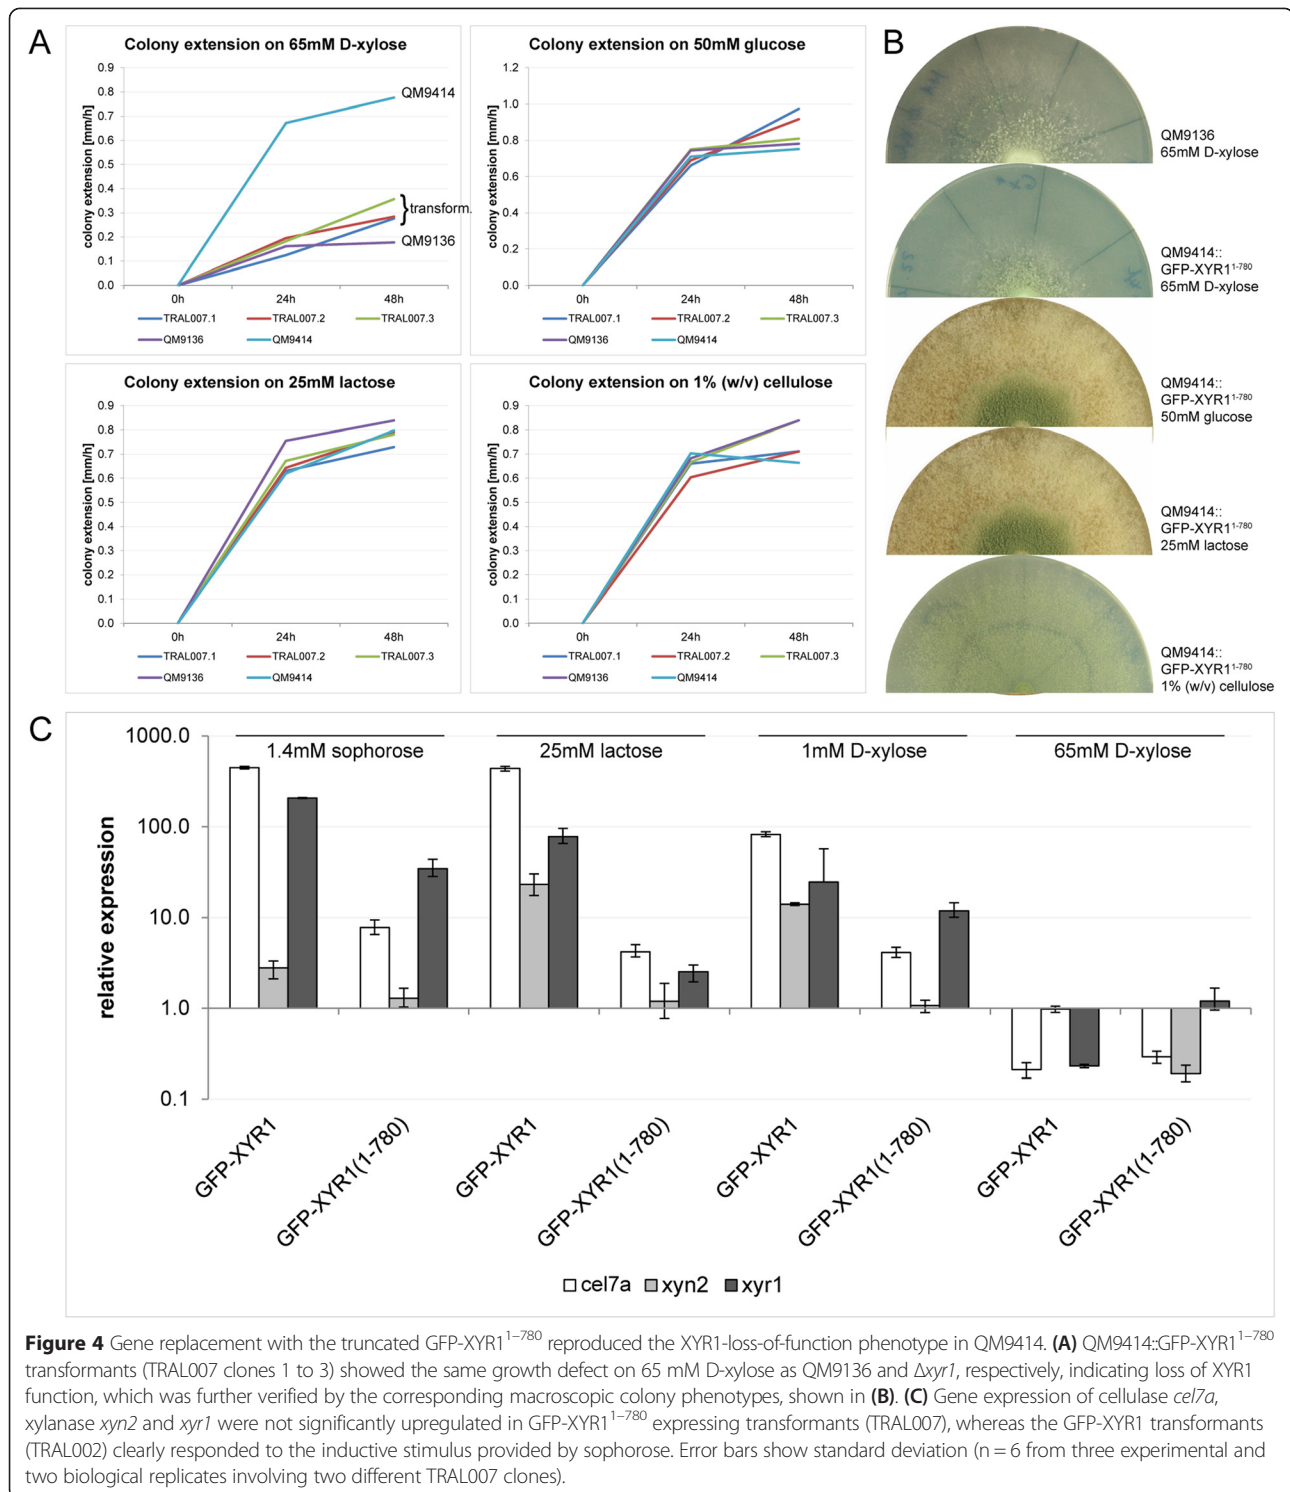 A
Colony extension on 65mM D-xylose
colony extension [mm/h]
0.9
0.8
0.7
0.6
0.5
0.4
0.3
0.2
0.1
0.0
QM9414
transform.
QM9136
0h 24h 48h
TRAL007.1 TRAL007.2 TRAL007.3
QM9136 QM9414
Colony extension on 50mM glucose
colony extension [mm/h]
1.2
1.0
0.8
0.6
0.4
0.2
0.0
0h 24h 48h
TRAL007.1 TRAL007.2 TRAL007.3
QM9136 QM9414
Colony extension on 25mM lactose
colony extension [mm/h]
0.9
0.8
0.7
0.6
0.5
0.4
0.3
0.2
0.1
0.0
0h 24h 48h
TRAL007.1 TRAL007.2 TRAL007.3
QM9136 QM9414
Colony extension on 1% (w/v) cellulose
colony extension [mm/h]
0.9
0.8
0.7
0.6
0.5
0.4
0.3
0.2
0.1
0.0
0h 24h 48h
TRAL007.1 TRAL007.2 TRAL007.3
QM9136 QM9414
B
QM9136
65mM D-xylose
QM9414::
GFP-XYR1¹⁻⁷⁸⁰
65mM D-xylose
QM9414::
GFP-XYR1¹⁻⁷⁸⁰
50mM glucose
QM9414::
GFP-XYR1¹⁻⁷⁸⁰
25mM lactose
QM9414::
GFP-XYR1¹⁻⁷⁸⁰
1% (w/v) cellulose
C
relative expression
1000.0
100.0
10.0
1.0
0.1
1.4mM sophorose 25mM lactose 1mM D-xylose 65mM D-xylose
GFP-XYR1 GFP-XYR1(1-780) GFP-XYR1 GFP-XYR1(1-780) GFP-XYR1 GFP-XYR1(1-780) GFP-XYR1 GFP-XYR1(1-780)
cel7a xyn2 xyr1
Figure 4 Gene replacement with the truncated GFP-XYR1¹⁻⁷⁸⁰ reproduced the XYR1-loss-of-function phenotype in QM9414. (A) QM9414::GFP-XYR1¹⁻⁷⁸⁰
transformants (TRAL007 clones 1 to 3) showed the same growth defect on 65 mM D-xylose as QM9136 and Δxyr1, respectively, indicating loss of XYR1
function, which was further verified by the corresponding macroscopic colony phenotypes, shown in (B). (C) Gene expression of cellulase cel7a,
xylanase xyn2 and xyr1 were not significantly upregulated in GFP-XYR1¹⁻⁷⁸⁰ expressing transformants (TRAL007), whereas the GFP-XYR1 transformants
(TRAL002) clearly responded to the inductive stimulus provided by sophorose. Error bars show standard deviation (n = 6 from three experimental and
two biological replicates involving two different TRAL007 clones).